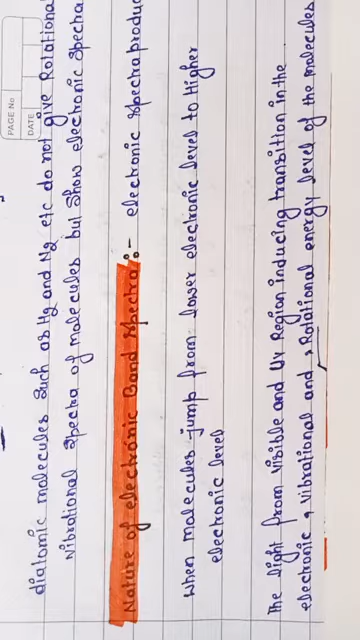 PAGE No
DATE
diatomic molecules such as H2 and N2 etc do not give Rotational
vibrational spectra of molecules but show electronic spectra
Nature of electronic Band spectra :- electronic spectra produc
when molecules jump from lower electronic level to Higher
electronic level
The light from visible and UV Region inducing transition in the
electronic, vibrational and Rotational energy level of the molecules